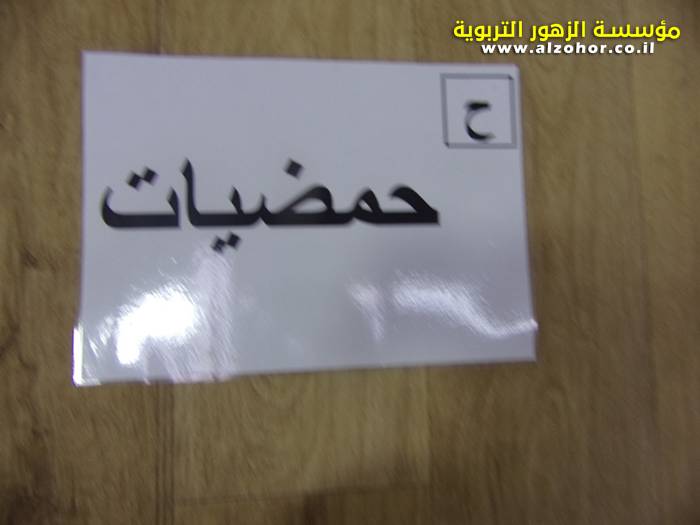 مؤسسة الزهور التربوية
www.alzohor.co.il
ح
حمضيات